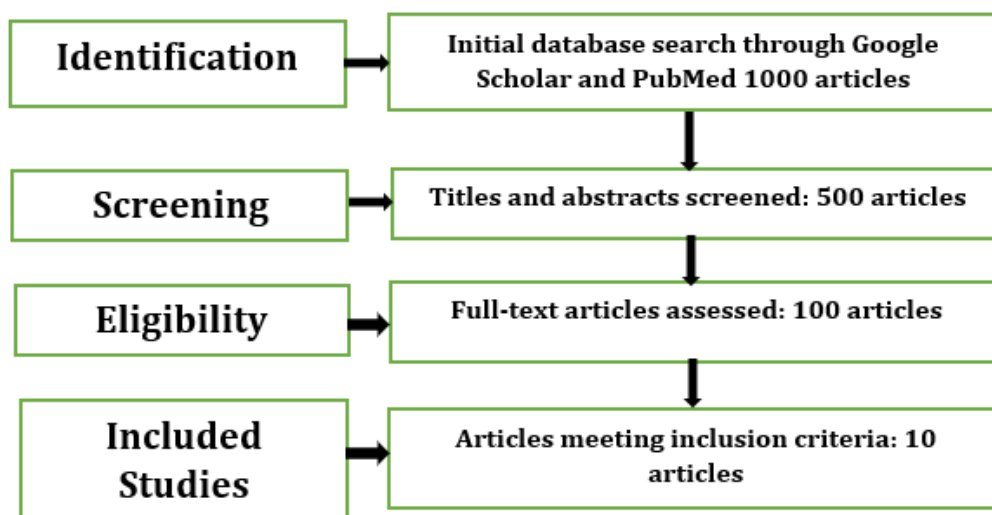 Identification
Initial database search through Google
Scholar and PubMed 1000 articles
Screening
Titles and abstracts screened: 500 articles
Eligibility
Full-text articles assessed: 100 articles
Included
Studies
Articles meeting inclusion criteria: 10
articles